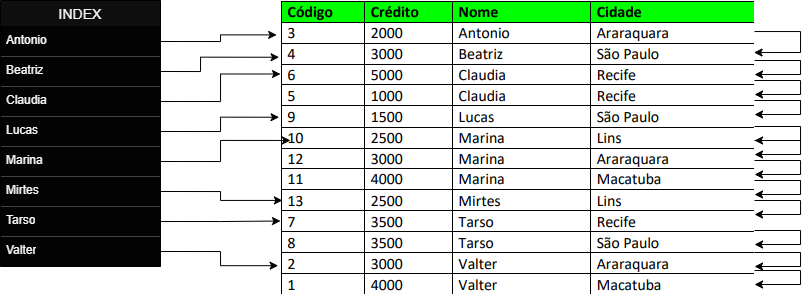 INDEX
Antonio
Beatriz
Claudia
Lucas
Marina
Mirtes
Tarso
Valter
Código Crédito Nome Cidade
3 2000 Antonio Araraquara
4 3000 Beatriz São Paulo
6 5000 Claudia Recife
5 1000 Claudia Recife
9 1500 Lucas São Paulo
10 2500 Marina Lins
12 3000 Marina Araraquara
11 4000 Marina Macatuba
13 2500 Mirtes Lins
7 3500 Tarso Recife
8 3500 Tarso São Paulo
2 3000 Valter Araraquara
1 4000 Valter Macatuba